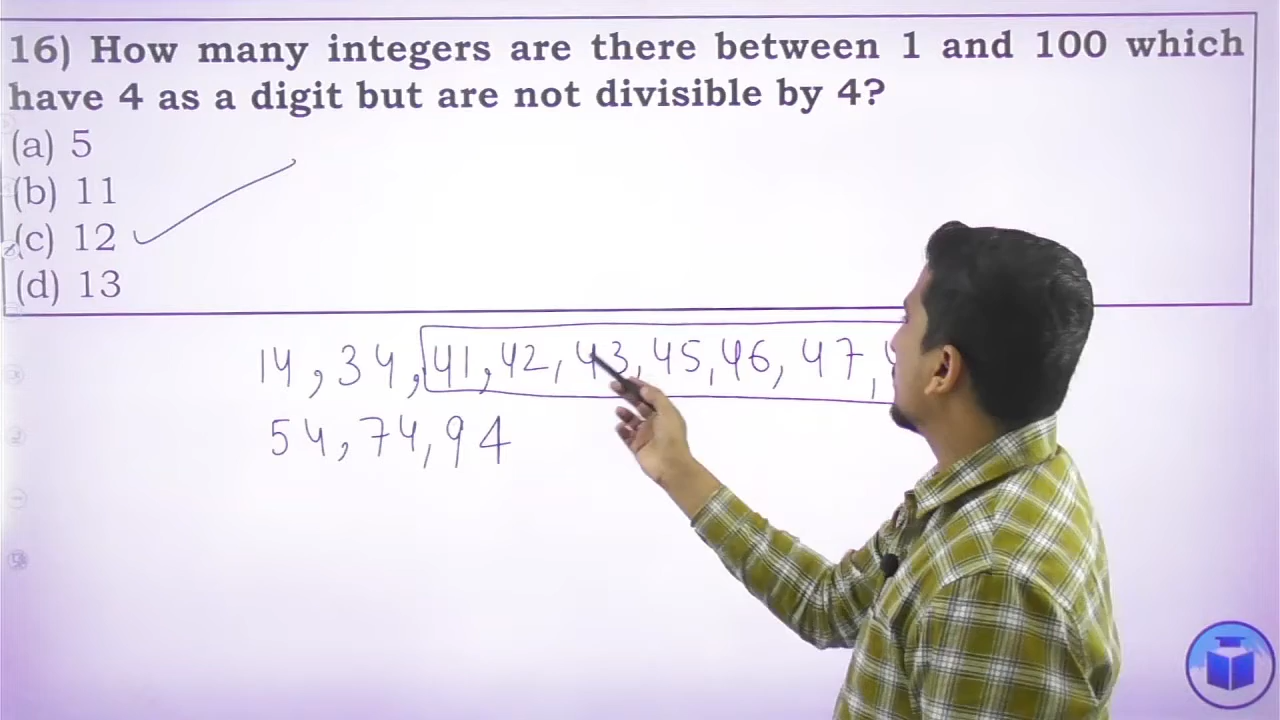 16) How many integers are there between 1 and 100 which
have 4 as a digit but are not divisible by 4?
(a) 5
(b) 11
(c) 12
(d) 13
14, 34, 41, 42, 43, 45, 46, 47,
54, 74, 94